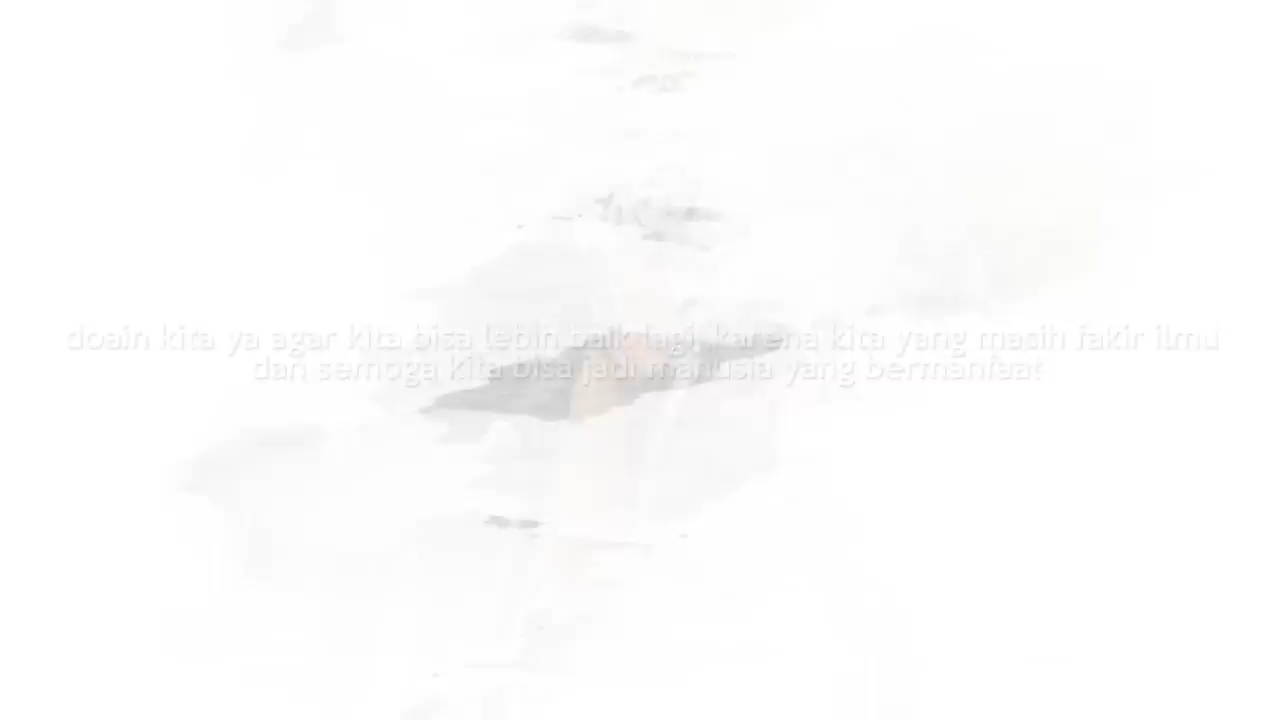 doain kita ya agar kita bisa lebih baik lagi, karena kita yang masih fakir ilmu
dan semoga kita bisa jadi manusia yang bermanfaat